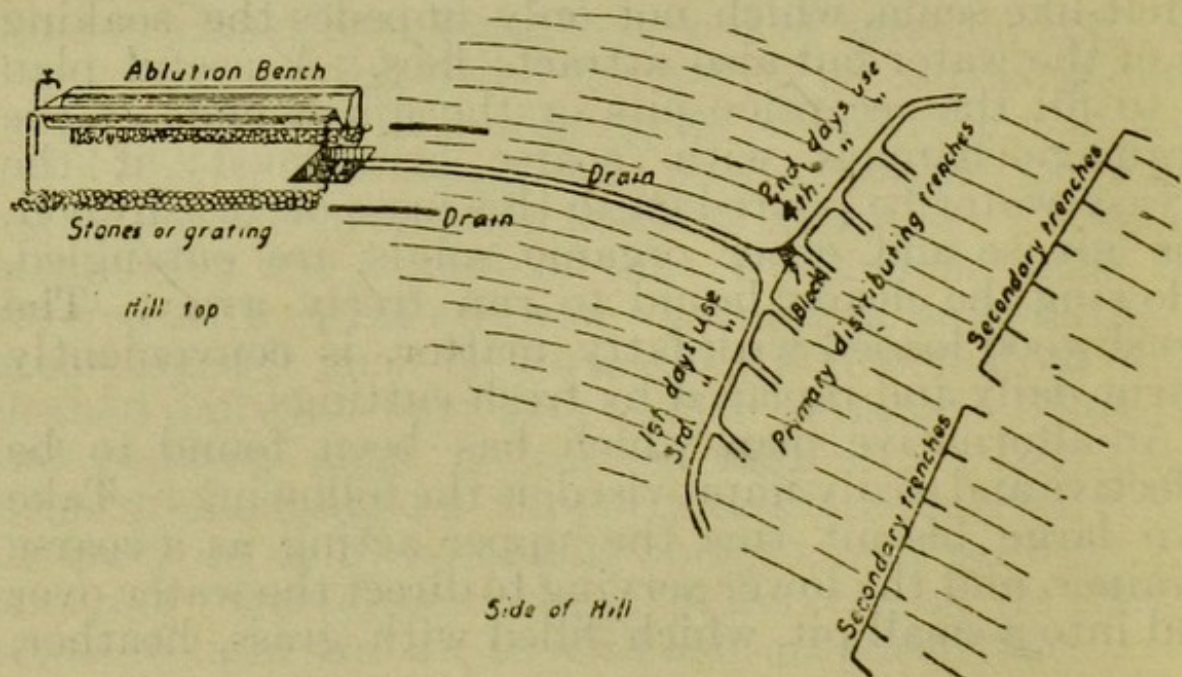 Ablution Bench
Stones or grating
Hill top
Drain
Drain
2nd. days use
4th. " "
1st. days use
3rd. " "
Block
Primary distributing trenches
Secondary trenches
Secondary trenches
Side of Hill